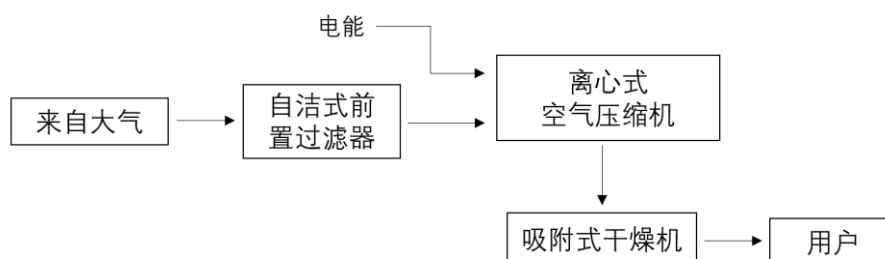 电能
离心式
空气压缩机
来自大气
自洁式前
置过滤器
吸附式干燥机
用户